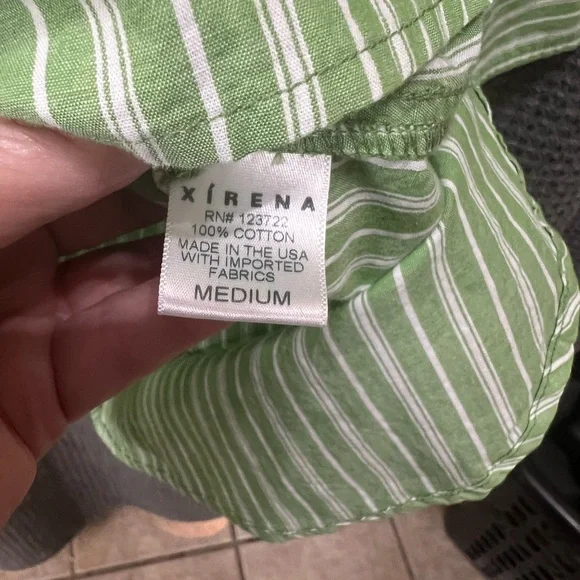 XÍRENA
RN# 123722
100% COTTON
MADE IN THE USA
WITH IMPORTED
FABRICS
MEDIUM